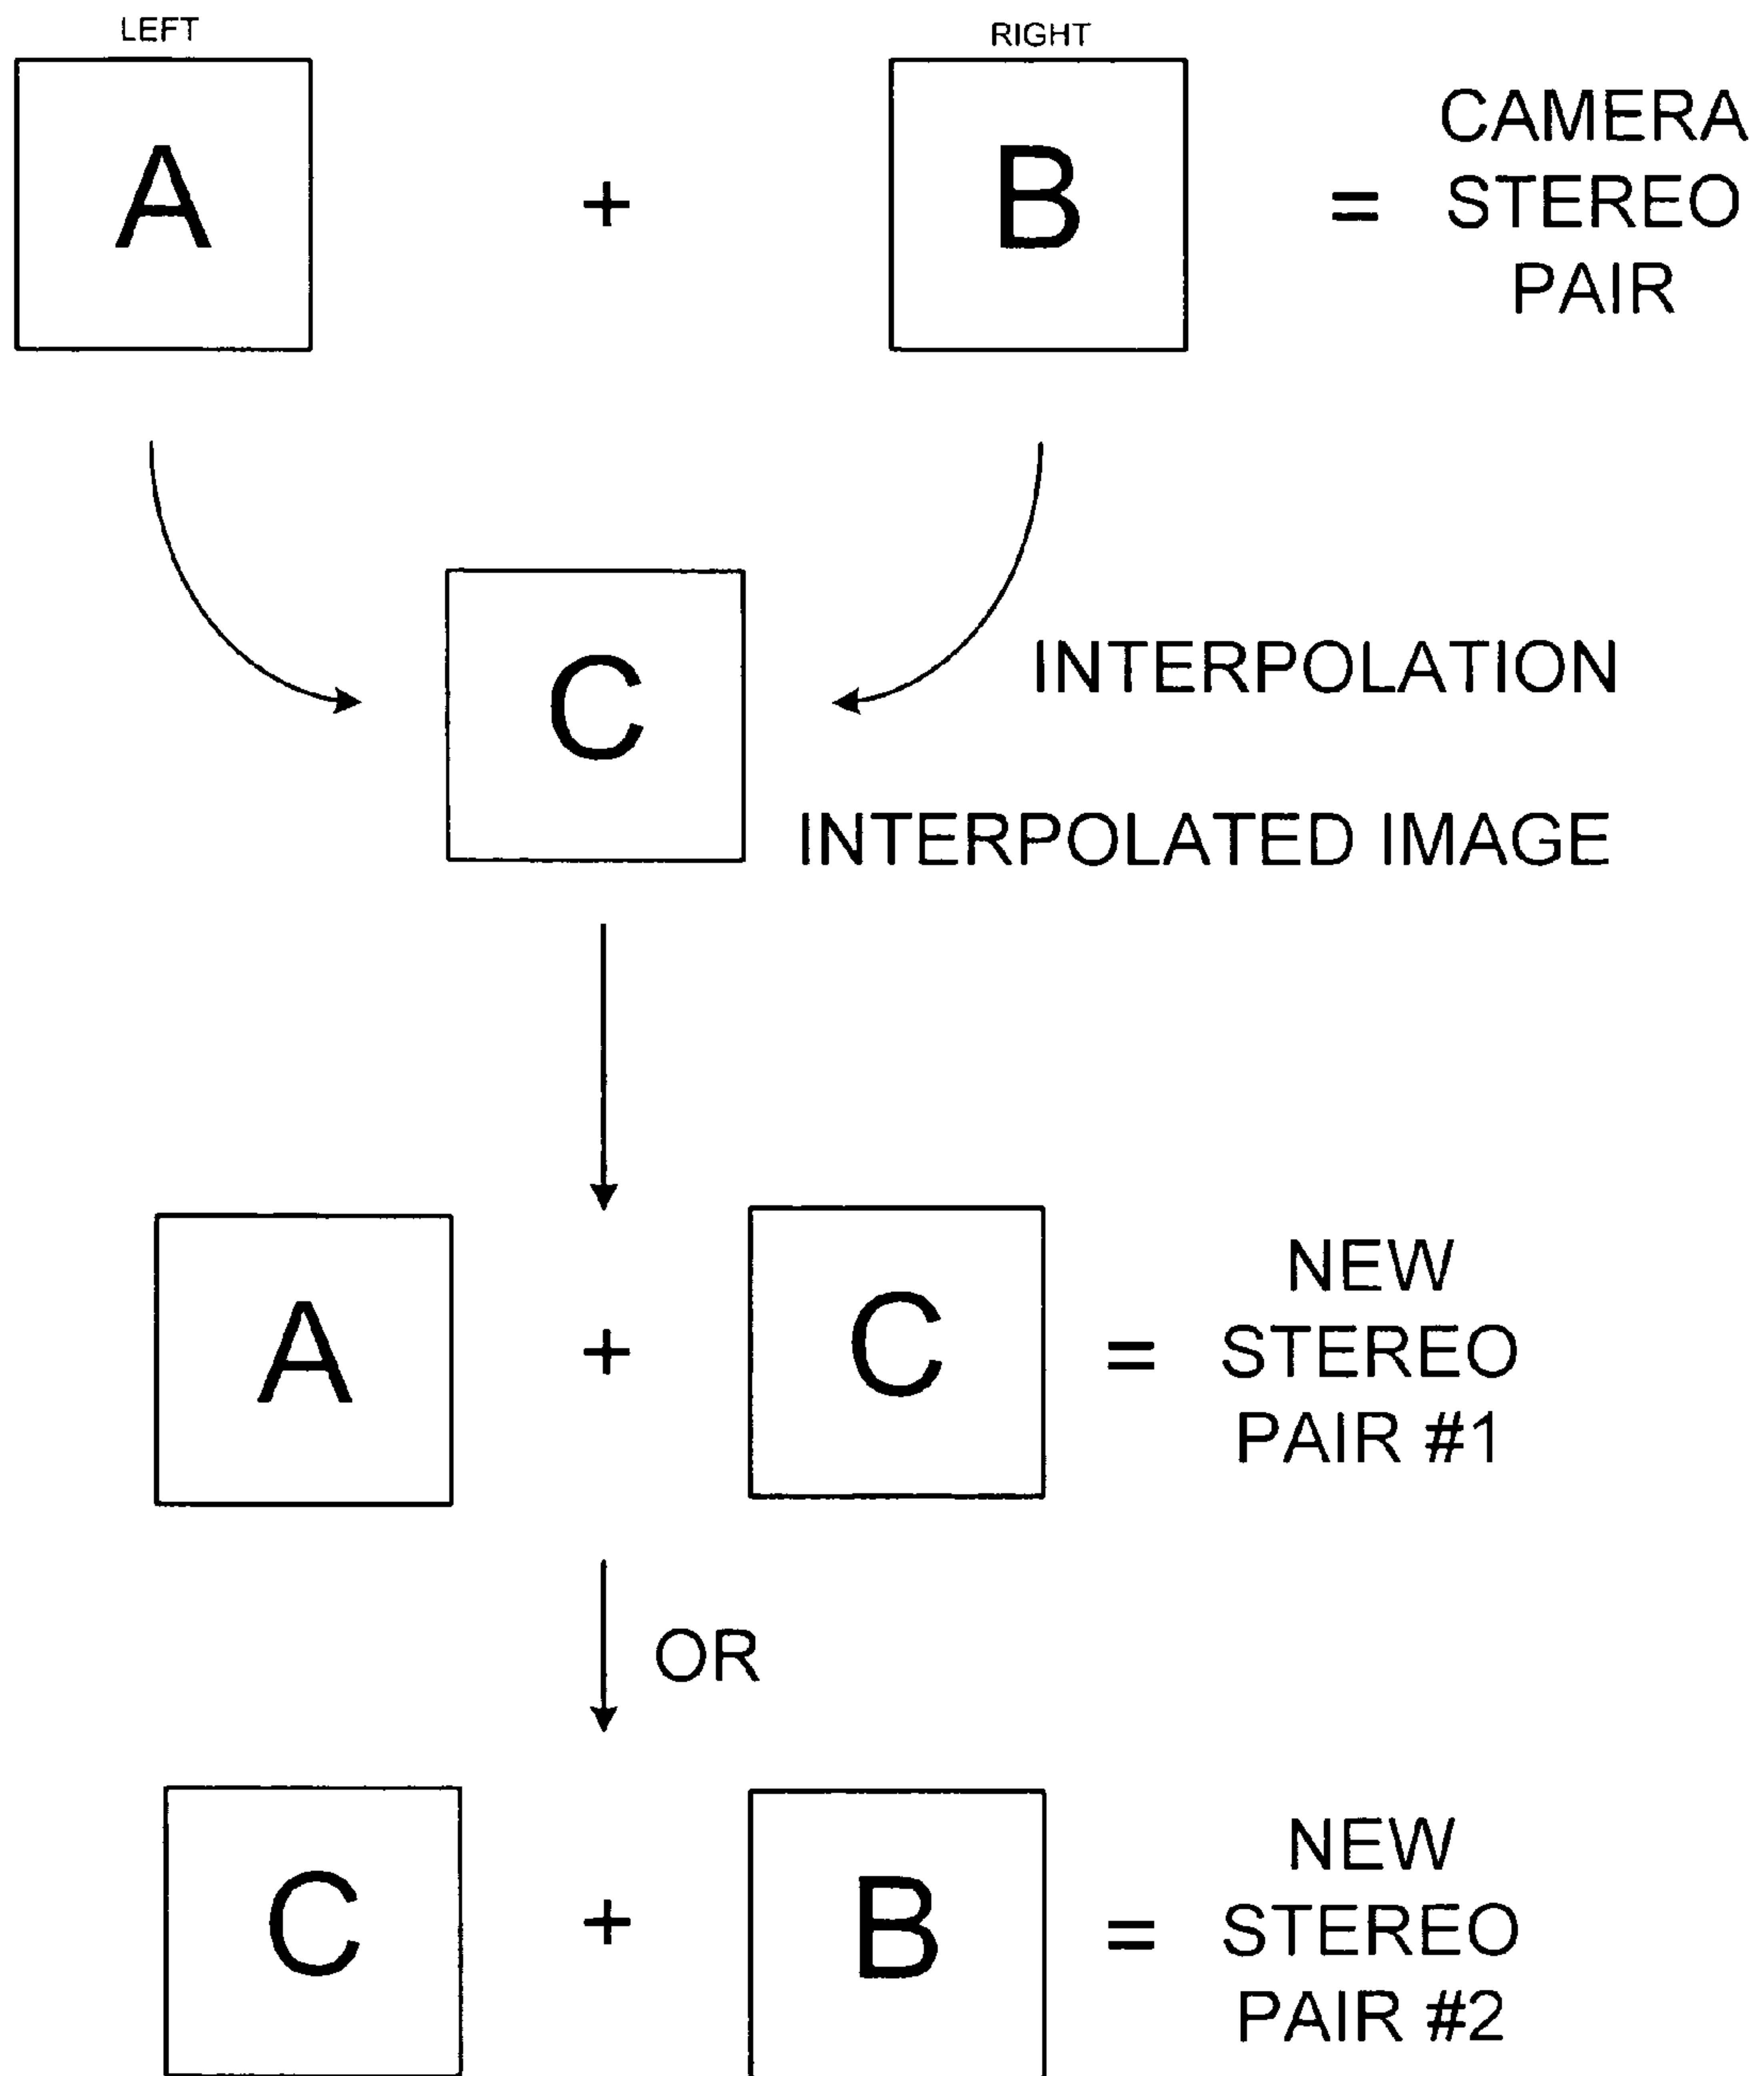 LEFT
RIGHT
A + B = CAMERA
STEREO
PAIR
C
INTERPOLATION
INTERPOLATED IMAGE
A + C = NEW
STEREO
PAIR #1
OR
C + B = NEW
STEREO
PAIR #2